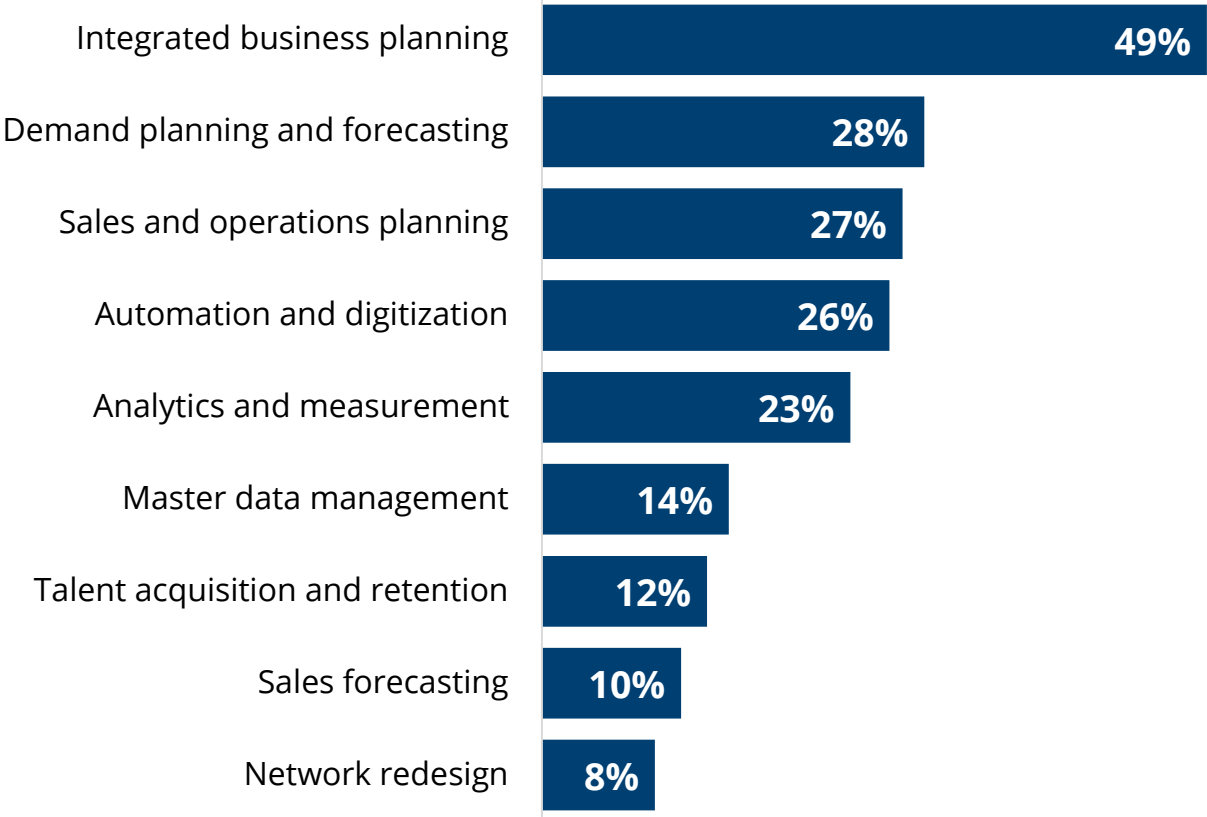 Integrated business planning 49%
Demand planning and forecasting 28%
Sales and operations planning 27%
Automation and digitization 26%
Analytics and measurement 23%
Master data management 14%
Talent acquisition and retention 12%
Sales forecasting 10%
Network redesign 8%